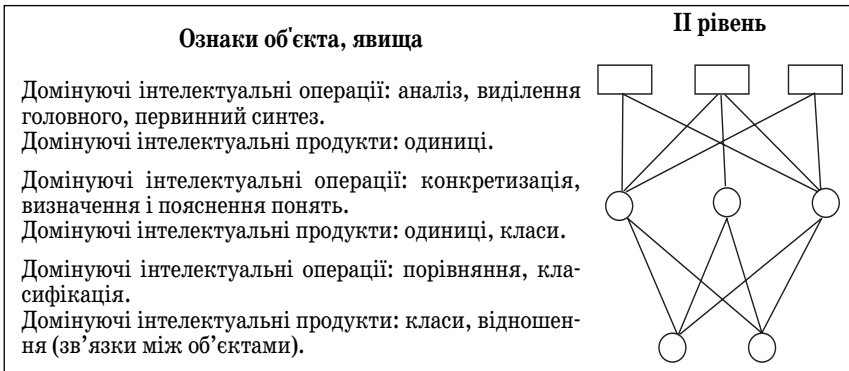 Ознаки об'єкта, явища
II рівень
Домінуючі інтелектуальні операції: аналіз, виділення
головного, первинний синтез.
Домінуючі інтелектуальні продукти: одиниці.
Домінуючі інтелектуальні операції: конкретизація,
визначення і пояснення понять.
Домінуючі інтелектуальні продукти: одиниці, класи.
Домінуючі інтелектуальні операції: порівняння, кла-
сифікація.
Домінуючі інтелектуальні продукти: класи, відношен-
ня (зв’язки між об’єктами).